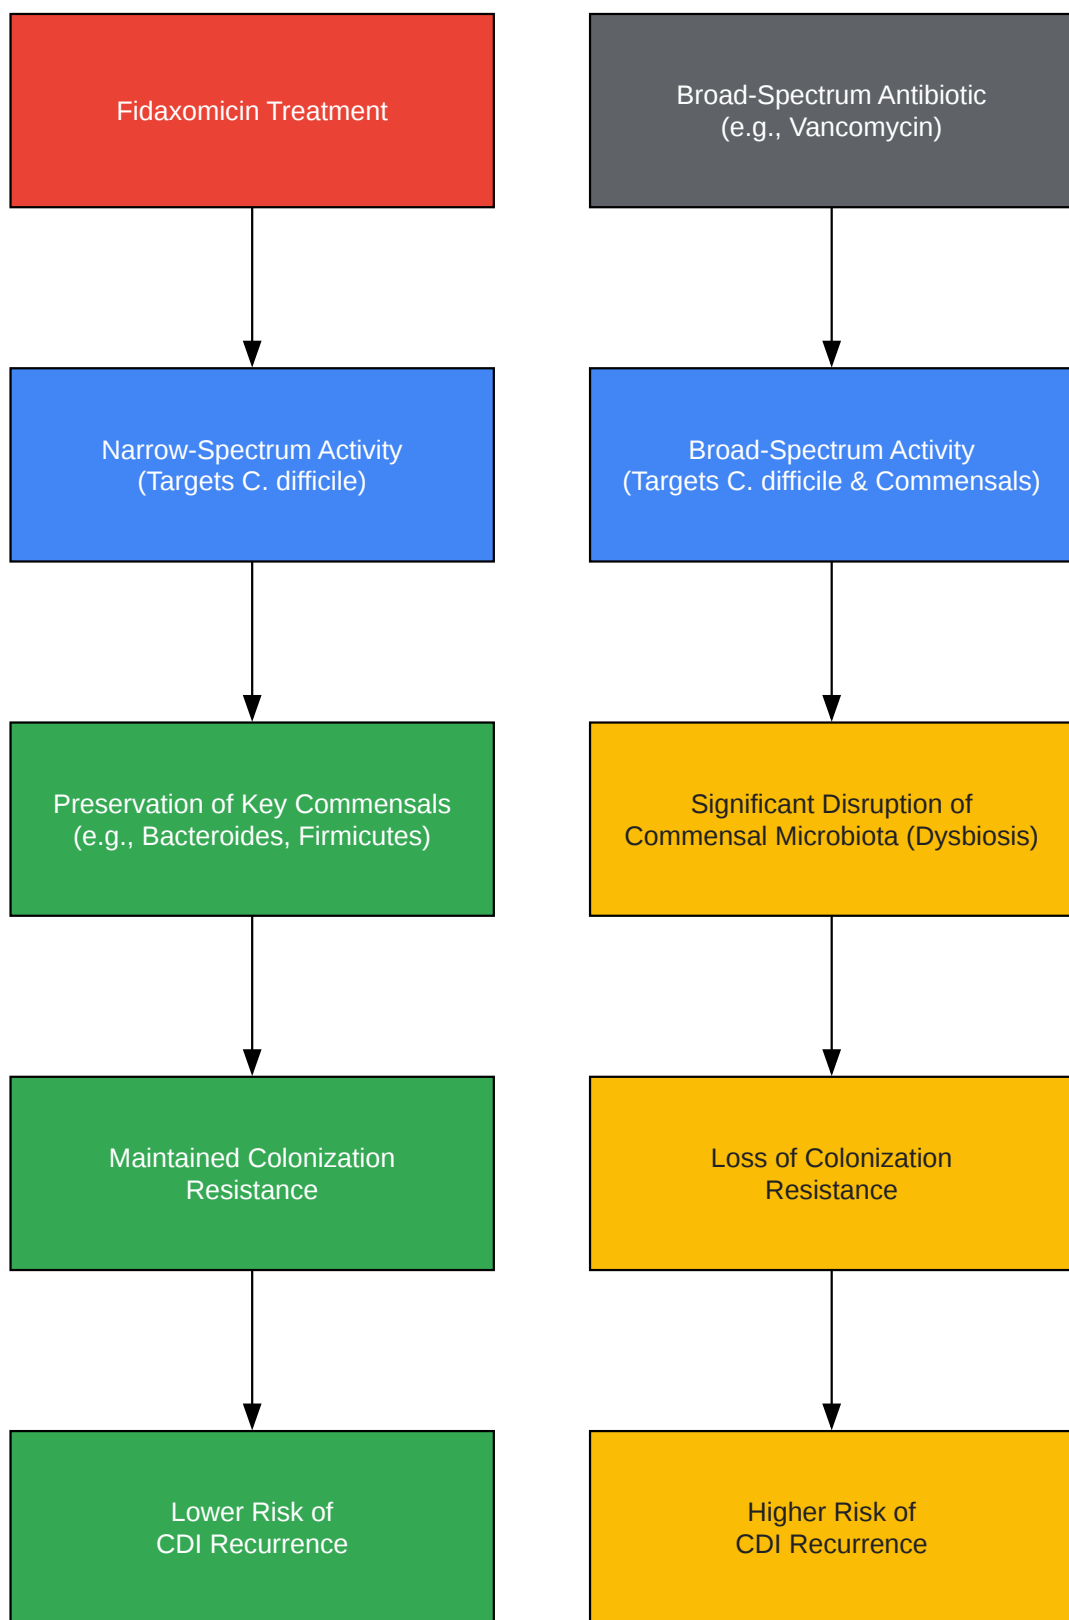 Fidaxomicin Treatment
Narrow-Spectrum Activity
(Targets C. difficile)
Preservation of Key Commensals
(e.g., Bacteroides, Firmicutes)
Maintained Colonization
Resistance
Lower Risk of
CDI Recurrence
Broad-Spectrum Antibiotic
(e.g., Vancomycin)
Broad-Spectrum Activity
(Targets C. difficile & Commensals)
Significant Disruption of
Commensal Microbiota (Dysbiosis)
Loss of Colonization
Resistance
Higher Risk of
CDI Recurrence